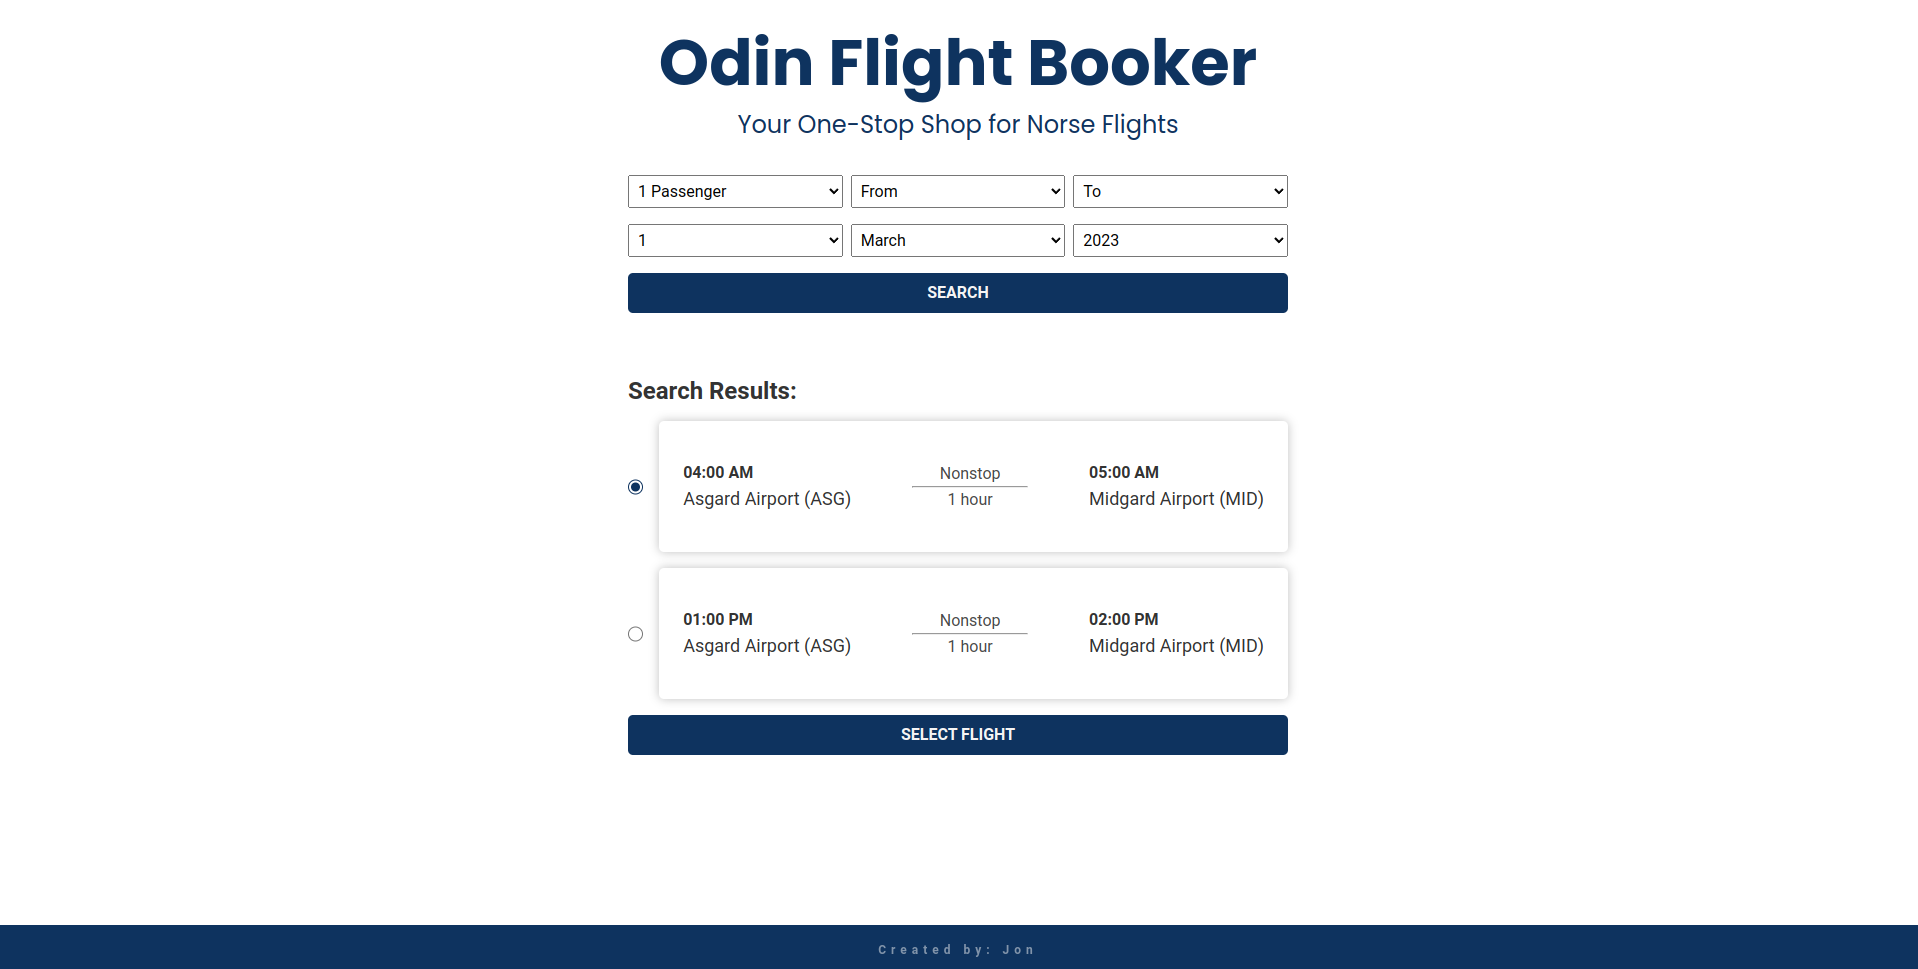 Odin Flight Booker
Your One-Stop Shop for Norse Flights
1 Passenger From To
1 March 2023
SEARCH
Search Results:
04:00 AM Nonstop 05:00 AM
Asgard Airport (ASG) 1 hour Midgard Airport (MID)
01:00 PM Nonstop 02:00 PM
Asgard Airport (ASG) 1 hour Midgard Airport (MID)
SELECT FLIGHT
Created by: Jon